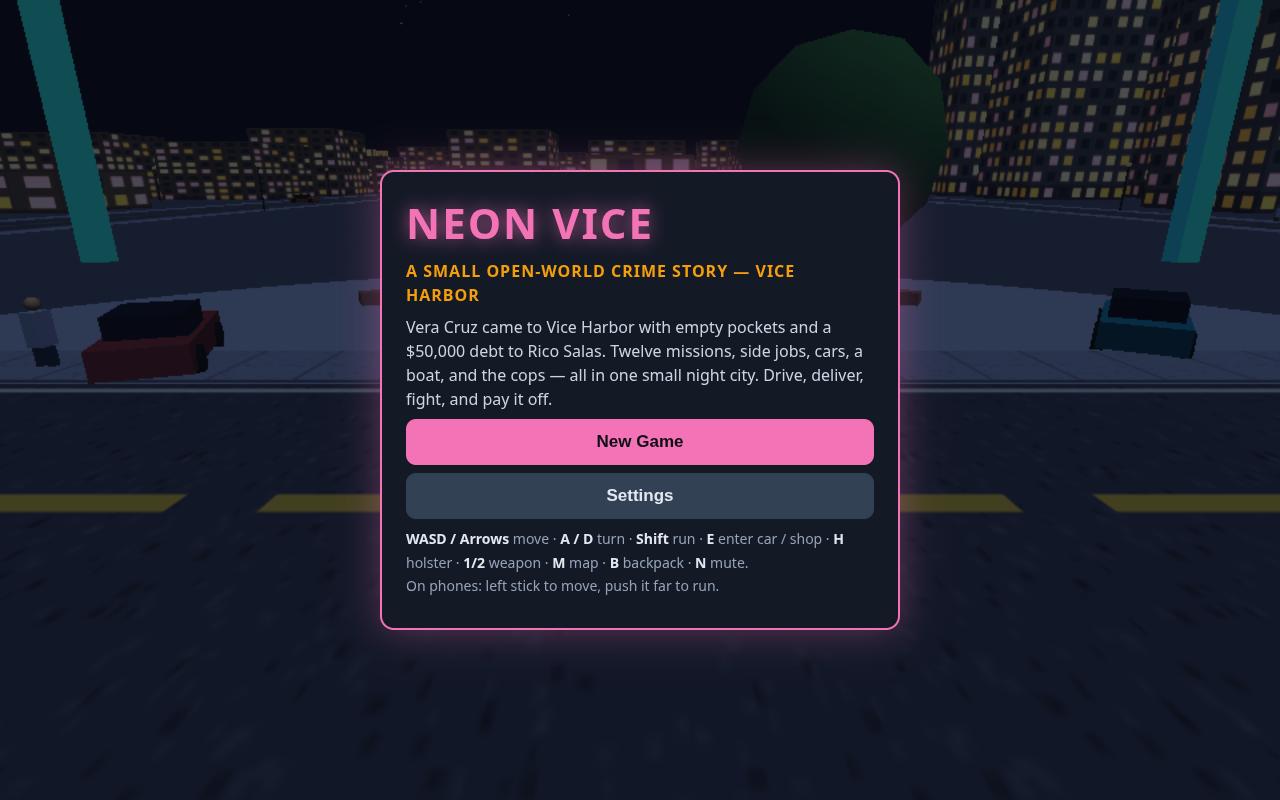 NEON VICE
A SMALL OPEN-WORLD CRIME STORY — VICE
HARBOR
Vera Cruz came to Vice Harbor with empty pockets and a
$50,000 debt to Rico Salas. Twelve missions, side jobs, cars, a
boat, and the cops — all in one small night city. Drive, deliver,
fight, and pay it off.
New Game
Settings
WASD / Arrows move · A / D turn · Shift run · E enter car / shop · H
holster · 1/2 weapon · M map · B backpack · N mute.
On phones: left stick to move, push it far to run.